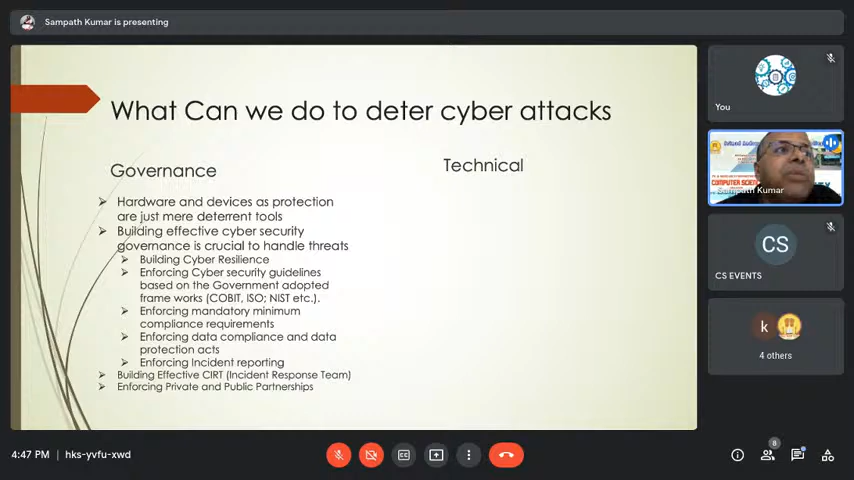 Sampath Kumar is presenting
What Can we do to deter cyber attacks
Governance
Hardware and devices as protection
are just mere deterrent tools
Building effective cyber security
governance is crucial to handle threats
Building Cyber Resilience
Enforcing Cyber security guidelines
based on the Government adopted
frame works (COBIT, ISO; NIST etc.).
Enforcing mandatory minimum
compliance requirements
Enforcing data compliance and data
protection acts
Enforcing Incident reporting
Building Effective CIRT (Incident Response Team)
Enforcing Private and Public Partnerships
Technical
You
COMPUTER SCIEN
Sampath Kumar
CS
CS EVENTS
k
4 others
4:47 PM | hks-yvfu-xwd
8